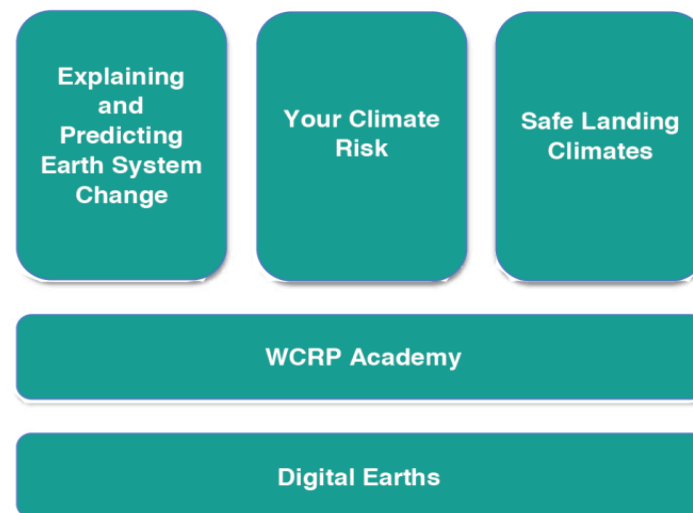 Explaining
and
Predicting
Earth System
Change
Your Climate
Risk
Safe Landing
Climates
WCRP Academy
Digital Earths